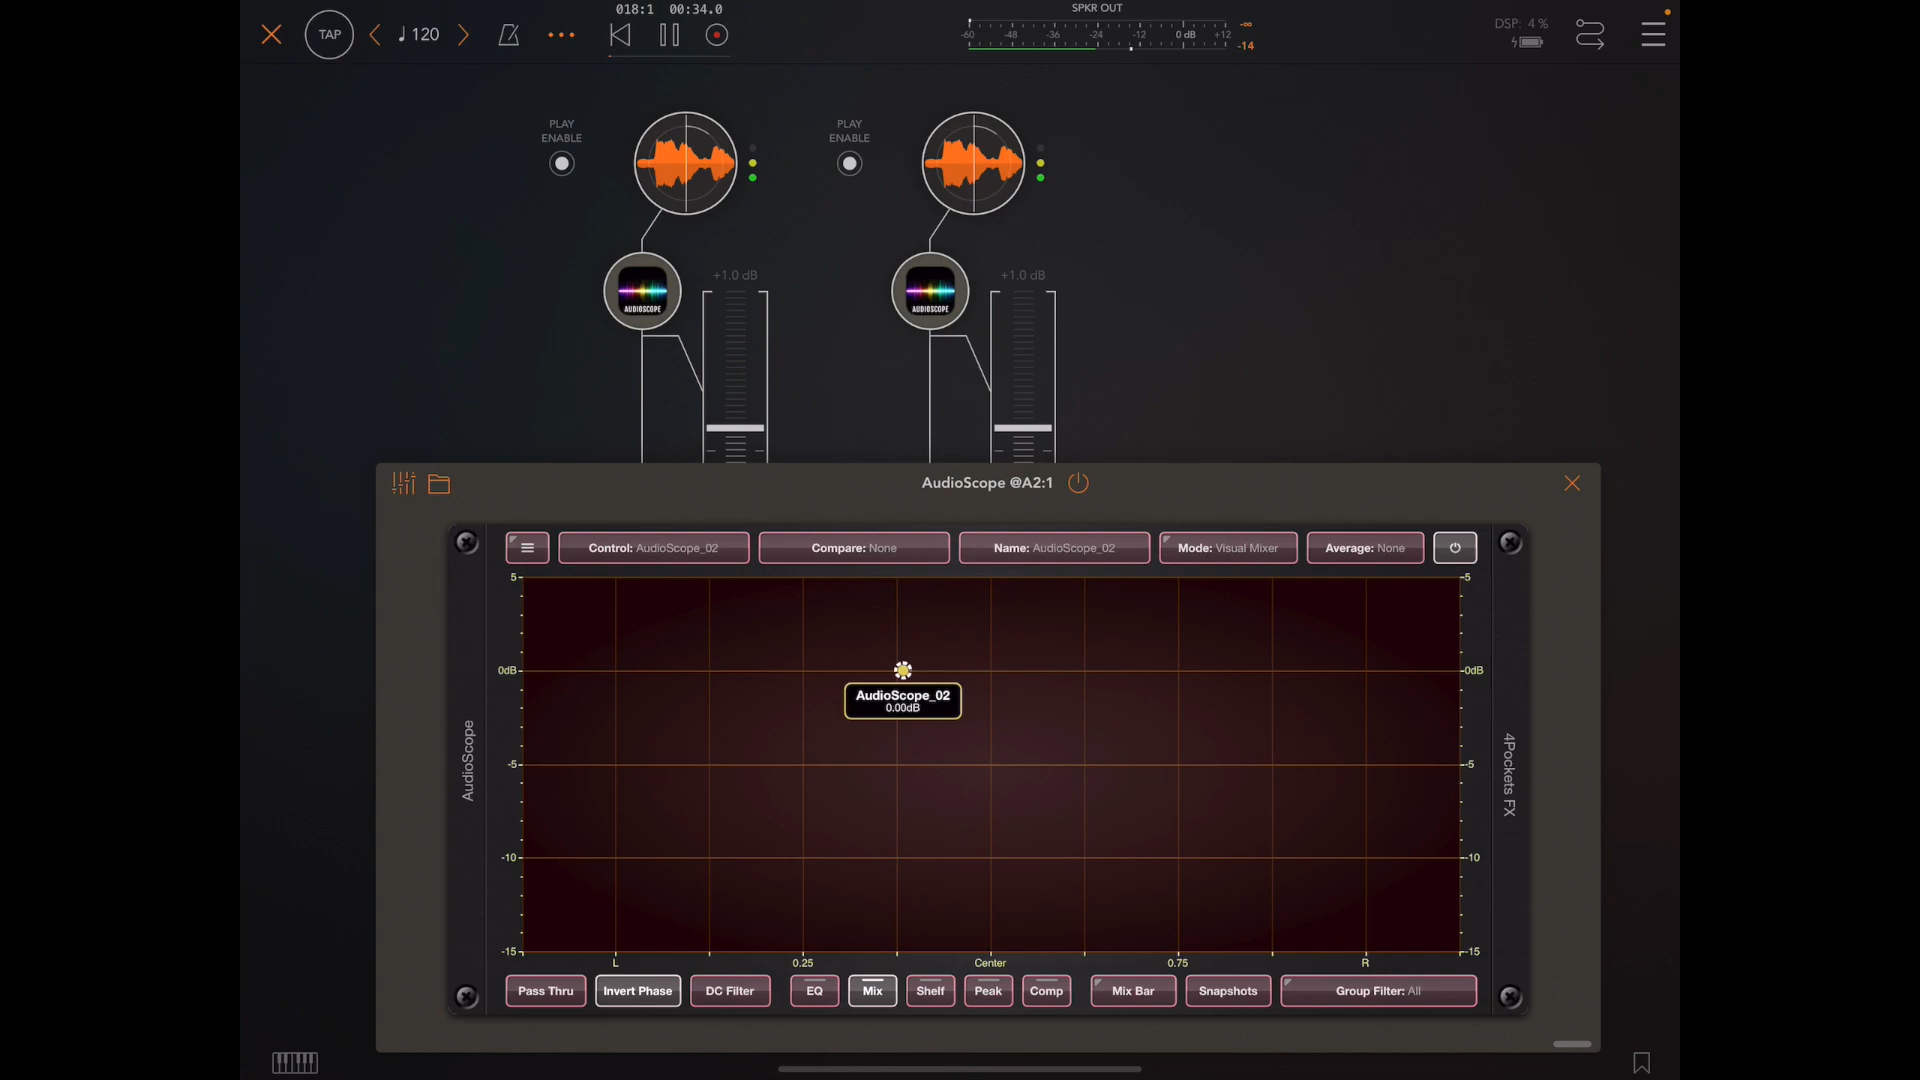 018:1 00:34.0
TAP
120
SPKR OUT
-60 -48 -36 -24 -12 0 dB +12
-∞
-14
DSP: 4 %
PLAY
ENABLE
PLAY
ENABLE
AUDIOSCOPE
+1.0 dB
AUDIOSCOPE
+1.0 dB
AudioScope @A2:1
Control: AudioScope_02
Compare: None
Name: AudioScope_02
Mode: Visual Mixer
Average: None
5
5
0dB
0dB
AudioScope_02
0.00dB
-5
-5
AudioScope
4Pockets FX
-10
-10
-15
-15
L 0.25 Center 0.75 R
Pass Thru
Invert Phase
DC Filter
EQ
Mix
Shelf
Peak
Comp
Mix Bar
Snapshots
Group Filter: All